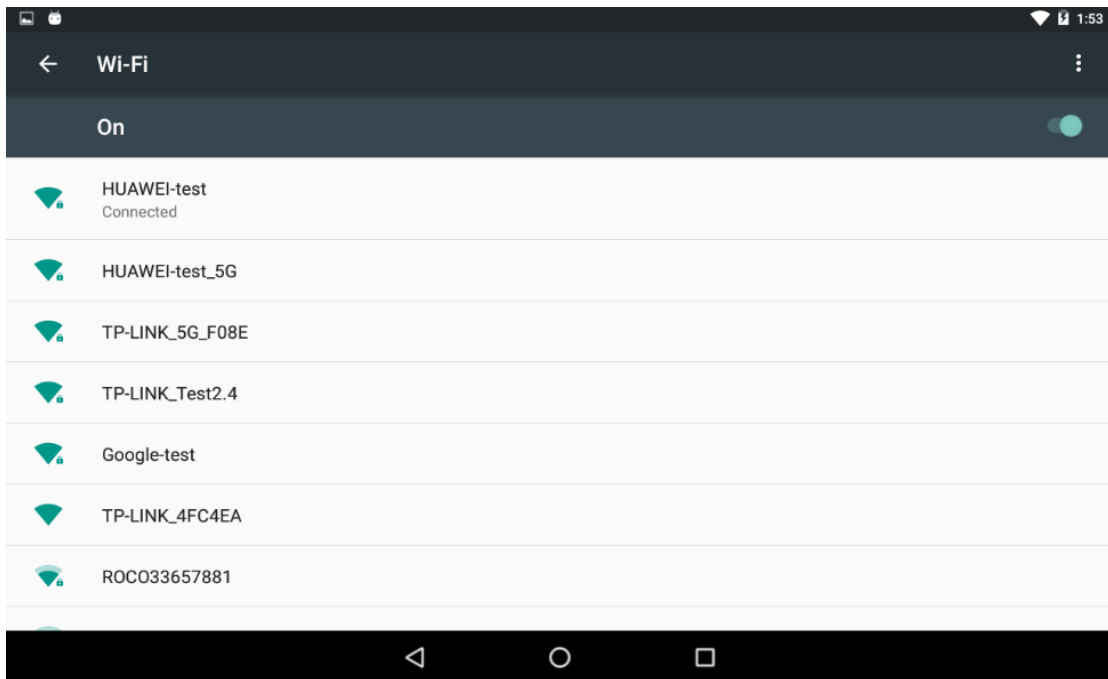 1:53
Wi-Fi
On
HUAWEI-test
Connected
HUAWEI-test_5G
TP-LINK_5G_F08E
TP-LINK_Test2.4
Google-test
TP-LINK_4FC4EA
ROCO33657881